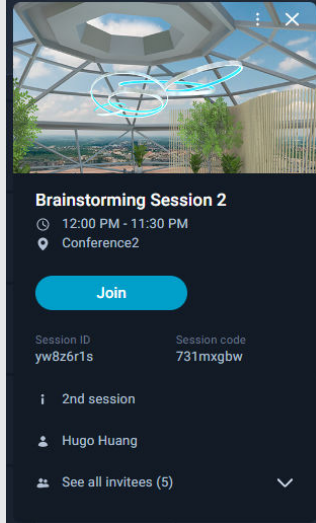 Brainstorming Session 2
12:00 PM - 11:30 PM
Conference2
Join
Session ID
Session code
yw8z6r1s
731mxgbw
2nd session
Hugo Huang
See all invitees (5)